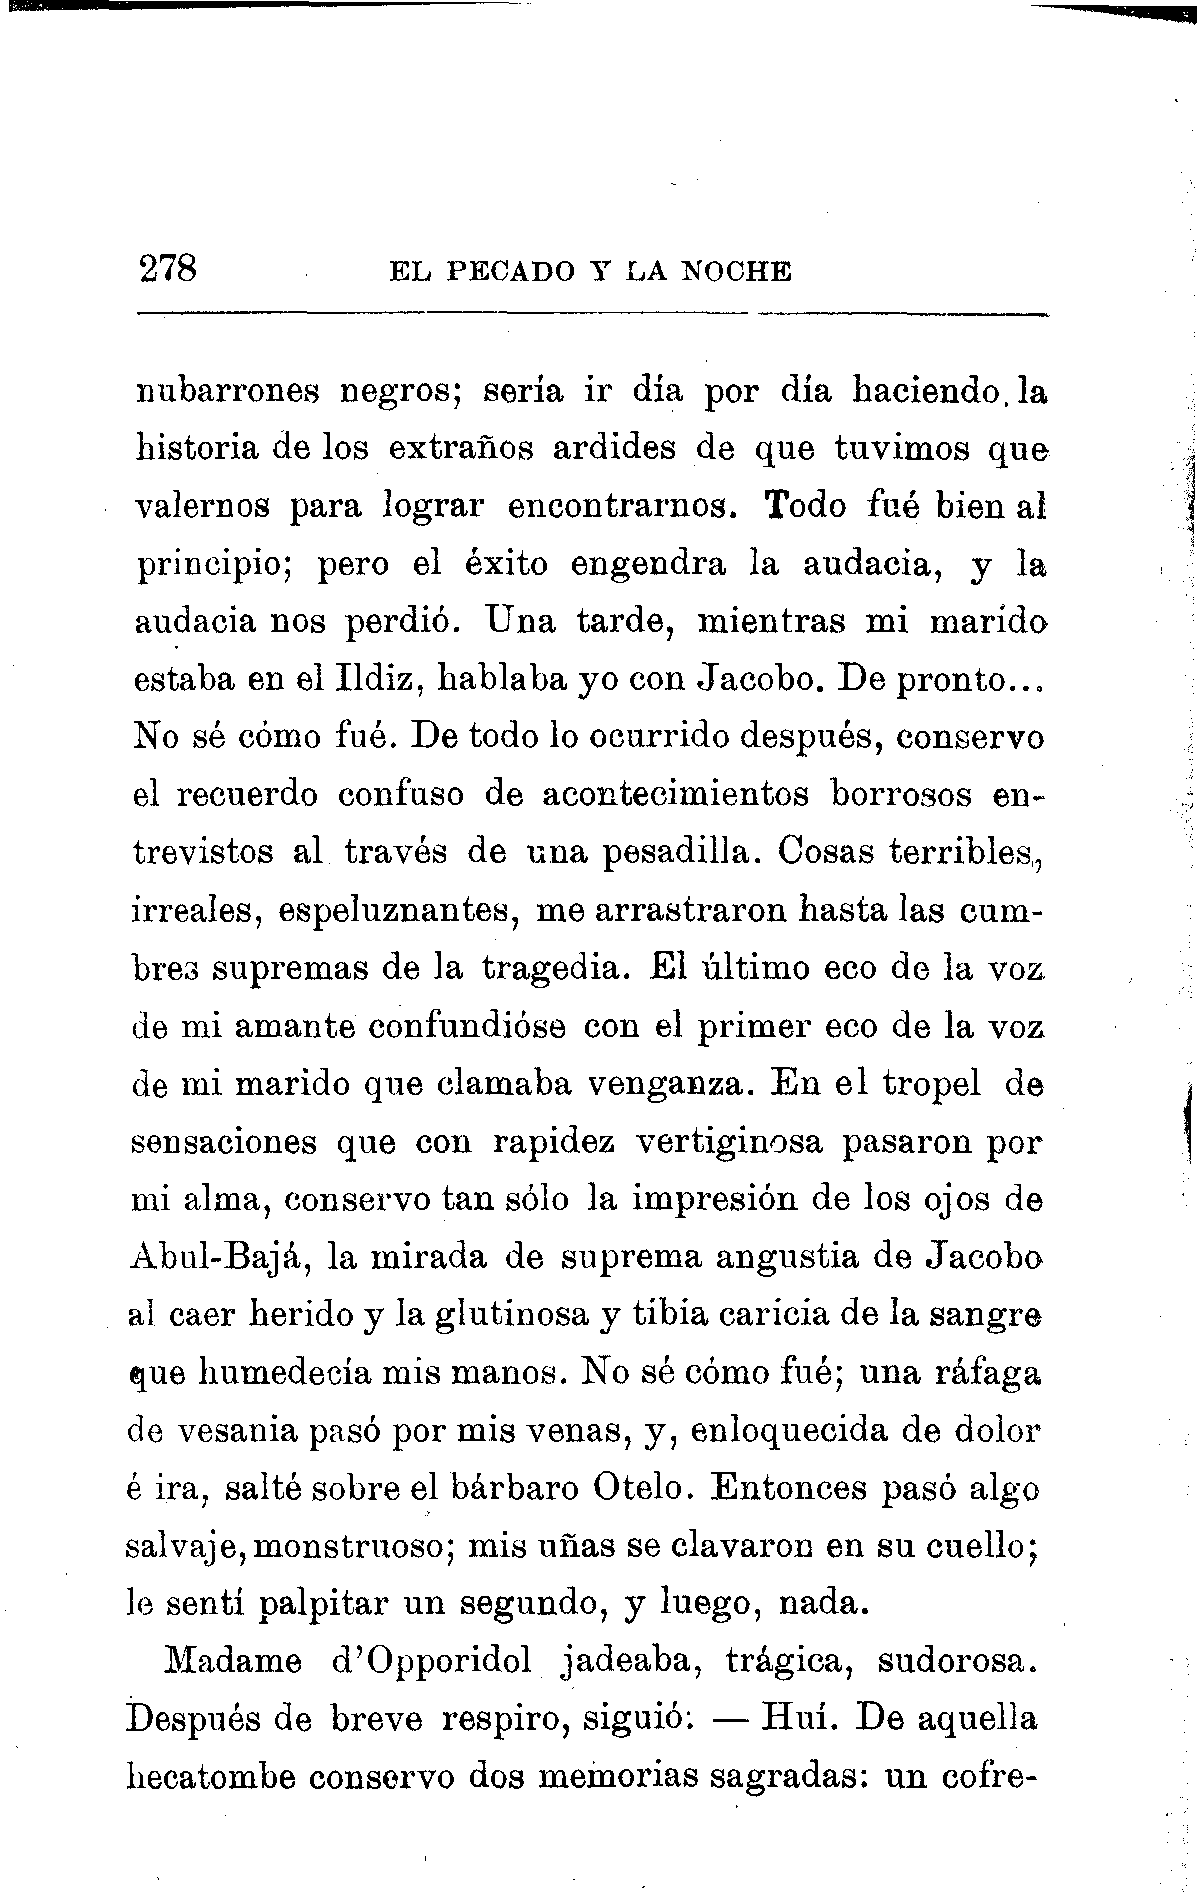 278 EL PECADO Y LA NOCHE
nubarrones negros; sería ir día por día haciendo la
historia de los extraños ardides de que tuvimos que
valernos para lograr encontrarnos. Todo fué bien al
principio; pero el éxito engendra la audacia, y la
audacia nos perdió. Una tarde, mientras mi marido
estaba en el Ildiz, hablaba yo con Jacobo. De pronto...
No sé cómo fué. De todo lo ocurrido después, conservo
el recuerdo confuso de acontecimientos borrosos en-
trevistos al través de una pesadilla. Cosas terribles,
irreales, espeluznantes, me arrastraron hasta las cum-
bres supremas de la tragedia. El último eco de la voz
de mi amante confundióse con el primer eco de la voz
de mi marido que clamaba venganza. En el tropel de
sensaciones que con rapidez vertiginosa pasaron por
mi alma, conservo tan sólo la impresión de los ojos de
Abul-Bajá, la mirada de suprema angustia de Jacobo
al caer herido y la glutinosa y tibia caricia de la sangre
que humedecía mis manos. No sé cómo fué; una ráfaga
de vesania pasó por mis venas, y, enloquecida de dolor
é ira, salté sobre el bárbaro Otelo. Entonces pasó algo
salvaje, monstruoso; mis uñas se clavaron en su cuello;
le sentí palpitar un segundo, y luego, nada.
Madame d'Opporidol jadeaba, trágica, sudorosa.
Después de breve respiro, siguió: — Huí. De aquella
hecatombe conservo dos memorias sagradas: un cofre-